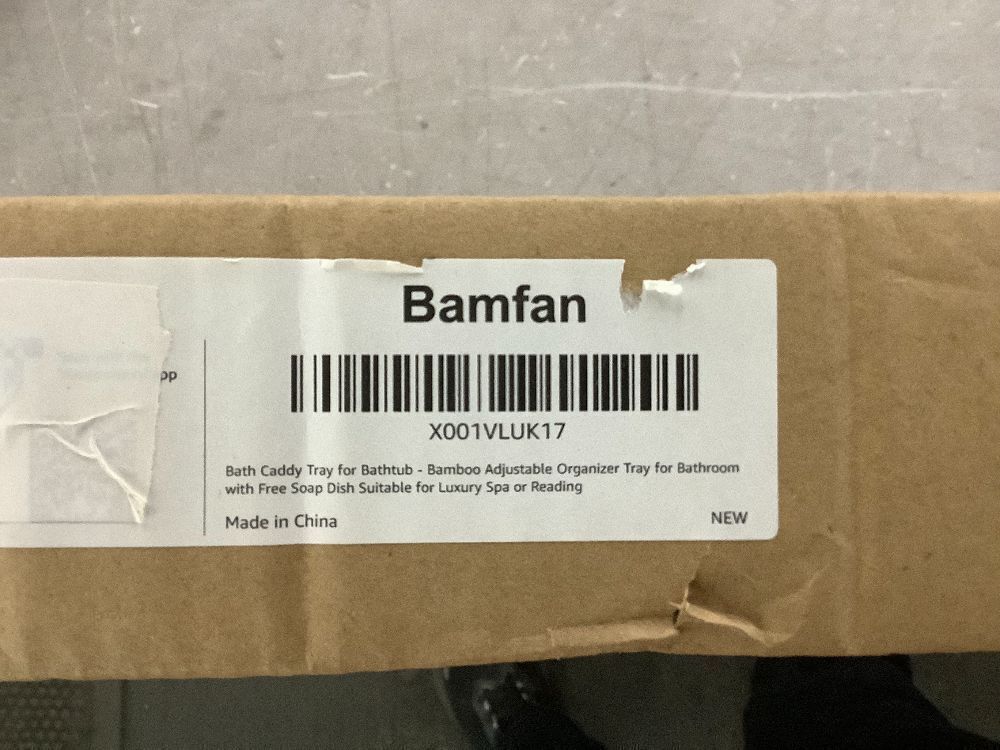 Bamfan
pp
X001VLUK17
Bath Caddy Tray for Bathtub - Bamboo Adjustable Organizer Tray for Bathroom
with Free Soap Dish Suitable for Luxury Spa or Reading
Made in China
NEW